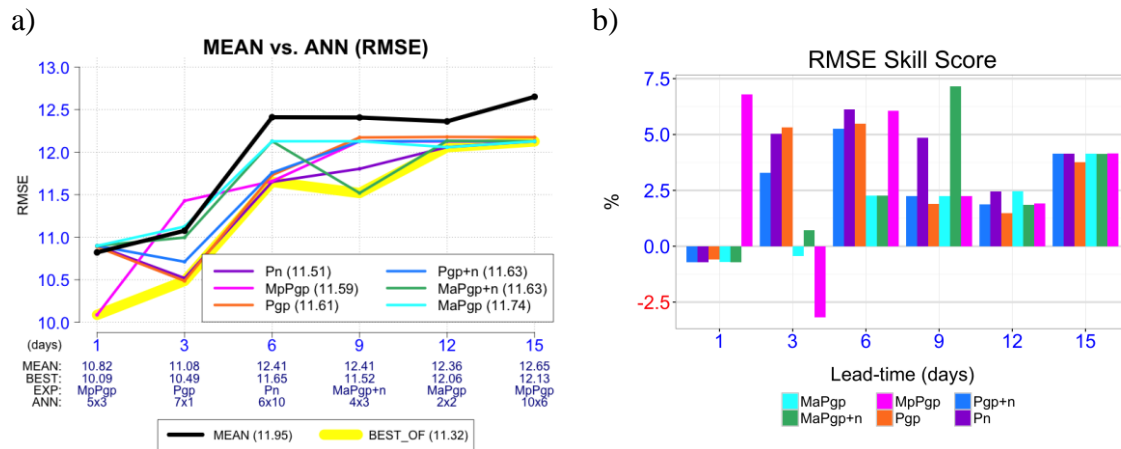 a)
MEAN vs. ANN (RMSE)
13.0
12.5
12.0
11.5
11.0
10.5
10.0
RMSE
Pn (11.51)
MpPgp (11.59)
Pgp (11.61)
Pgp+n (11.63)
MaPgp+n (11.63)
MaPgp (11.74)
(days) 1 3 6 9 12 15
MEAN: 10.82 11.08 12.41 12.41 12.36 12.65
BEST: 10.09 10.49 11.65 11.52 12.06 12.13
EXP: MpPgp Pgp Pn MaPgp+n MaPgp MpPgp
ANN: 5x3 7x1 6x10 4x3 2x2 10x6
MEAN (11.95) BEST_OF (11.32)
b)
RMSE Skill Score
7.5
5.0
2.5
0.0
-2.5
%
1 3 6 9 12 15
Lead-time (days)
MaPgp MpPgp Pgp+n
MaPgp+n Pgp Pn